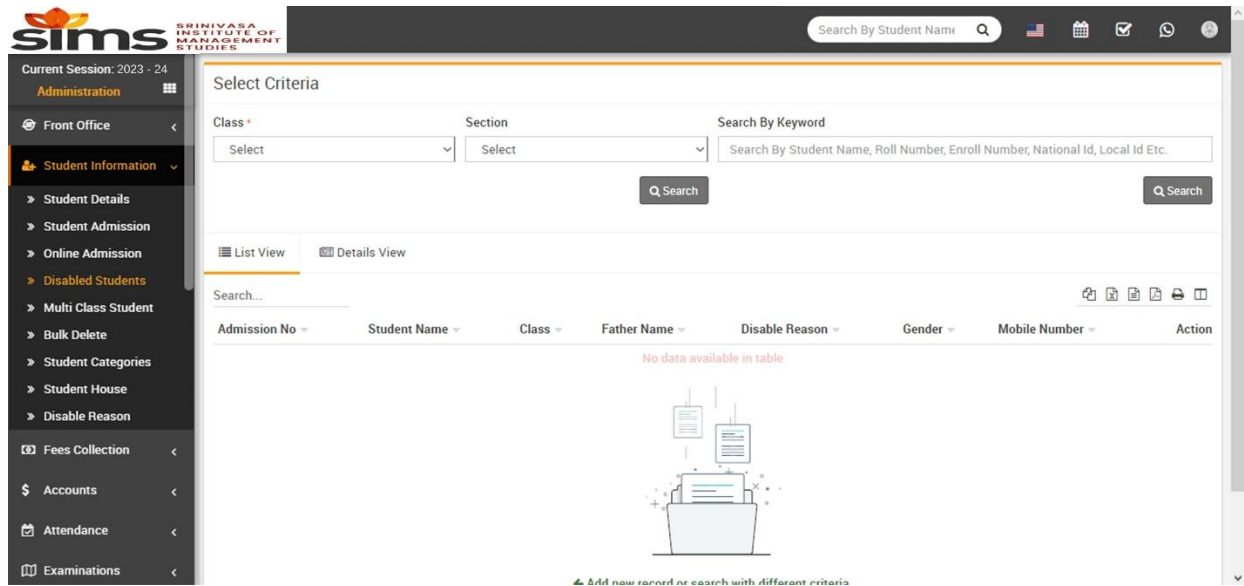 sims
SRINIVASA
INSTITUTE OF
MANAGEMENT
STUDIES
Search By Student Name
Current Session: 2023 - 24
Administration
Front Office
Student Information
Student Details
Student Admission
Online Admission
Disabled Students
Multi Class Student
Bulk Delete
Student Categories
Student House
Disable Reason
Fees Collection
Accounts
Attendance
Examinations
Select Criteria
Class * Section Search By Keyword
Select Select Search By Student Name, Roll Number, Enroll Number, National Id, Local Id Etc.
Search Search
List View Details View
Search...
Admission No Student Name Class Father Name Disable Reason Gender Mobile Number Action
No data available in table
Add new record or search with different criteria